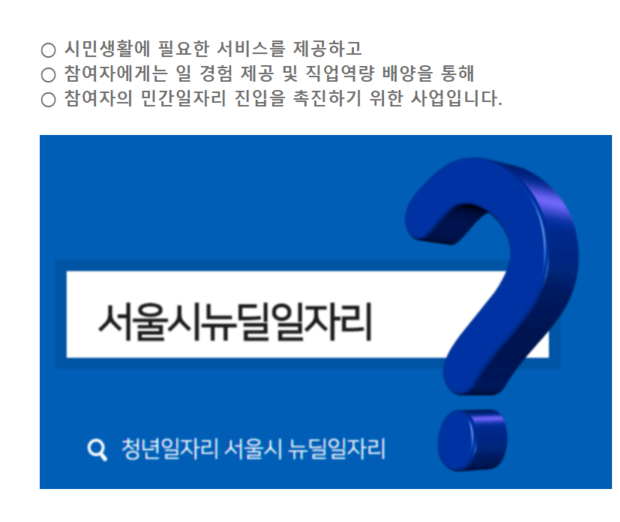 ○ 시민생활에 필요한 서비스를 제공하고
○ 참여자에게는 일 경험 제공 및 직업역량 배양을 통해
○ 참여자의 민간일자리 진입을 촉진하기 위한 사업입니다.
서울시뉴딜일자리
청년일자리 서울시 뉴딜일자리